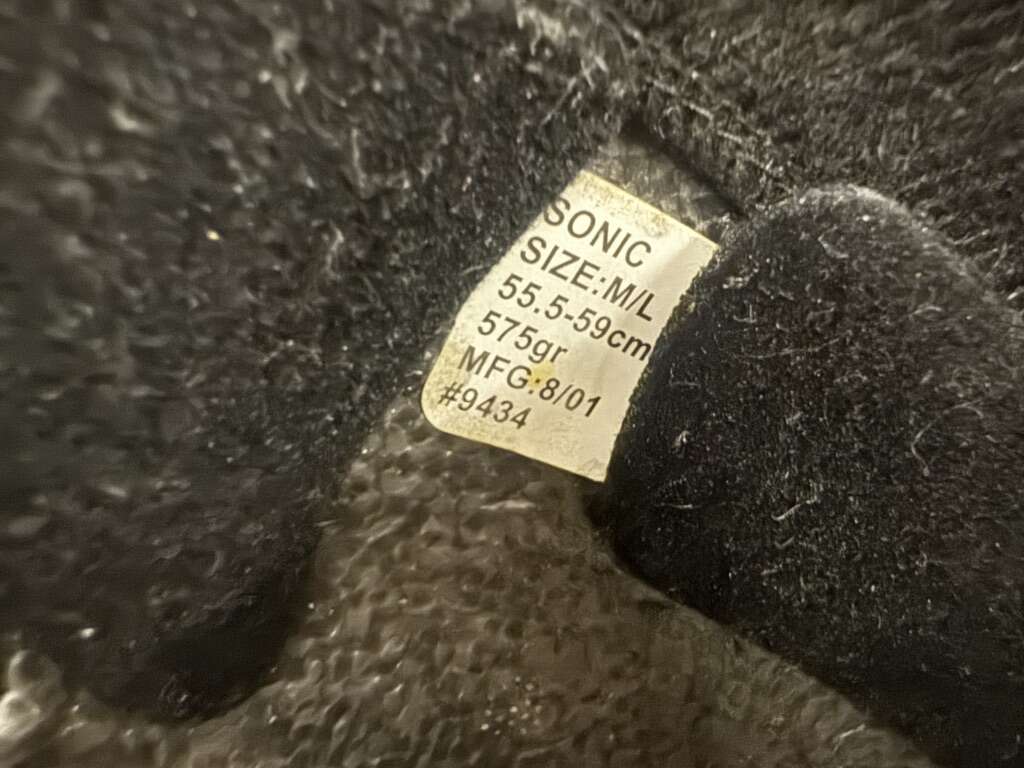 SONIC
SIZE:M/L
55.5-59cm
575gr
MFG:8/01
#9434